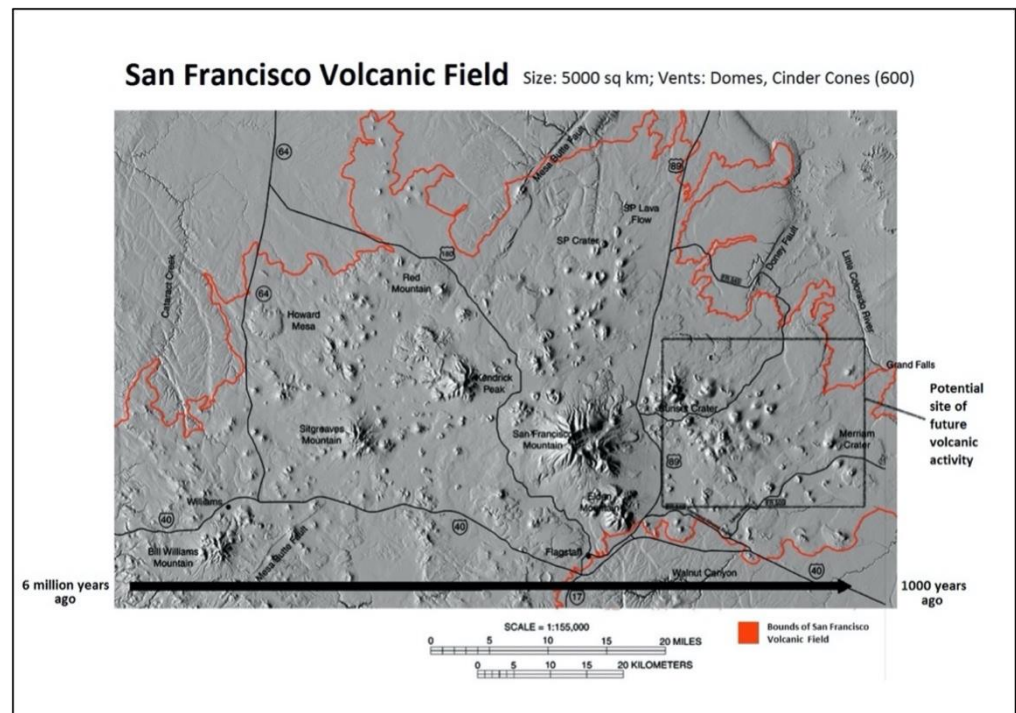 San Francisco Volcanic Field Size: 5000 sq km; Vents: Domes, Cinder Cones (600)
64
Mesa Butte Fault
89
SP Lava
Flow
SP Crater
180
Doney Fault
Cataract Creek
Little Colorado River
Red
Mountain
64
Howard
Mesa
Grand Falls
Kendrick
Peak
Sunset Crater
Potential
site of
future
volcanic
activity
Sitgreaves
Mountain
San Francisco
Mountain
Merriam
Crater
89
Elden
Mountain
Williams
40
40
Bill Williams
Mountain
Mesa Butte Fault
Flagstaff
Walnut Canyon
40
6 million years
ago
1000 years
ago
17
SCALE = 1:155,000
0 5 10 15 20 MILES
0 5 10 15 20 KILOMETERS
Bounds of San Francisco
Volcanic Field